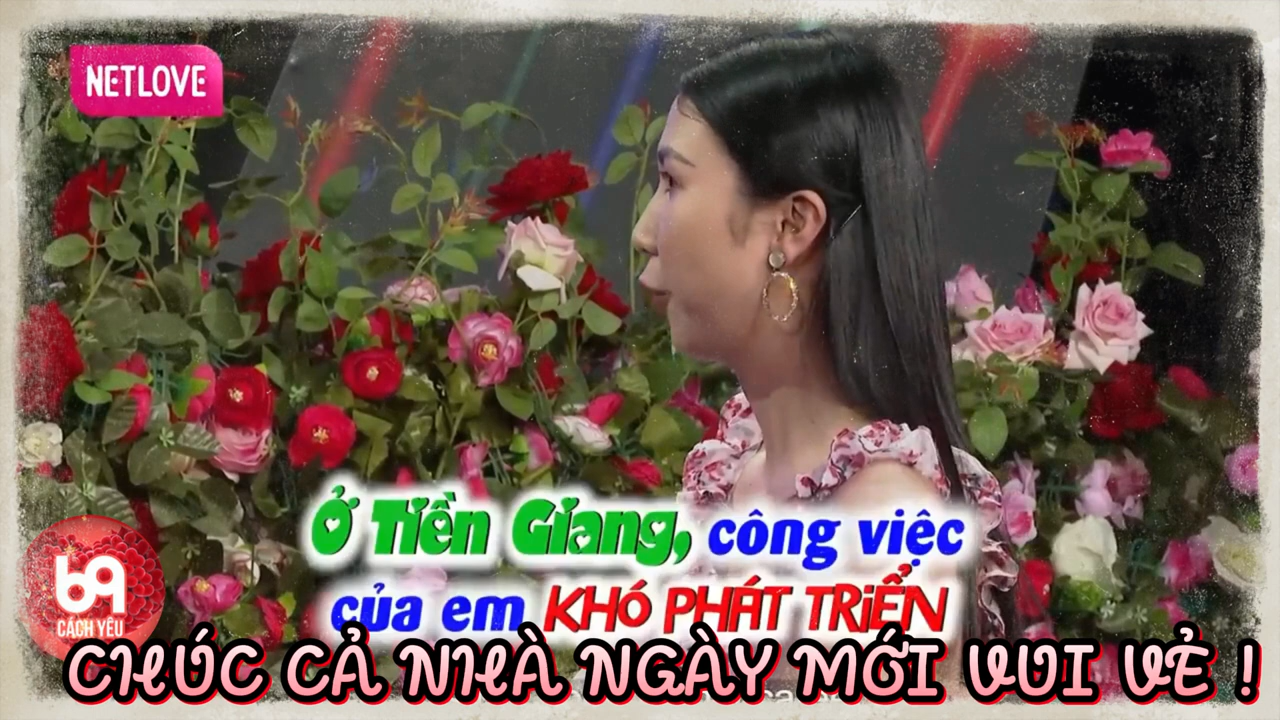 NETLOVE
Ở Tiền Giang, công việc
của em KHÓ PHÁT TRIỂN
69
CÁCH YÊU
CHÚC CẢ NHÀ NGÀY MỚI VUI VẺ !